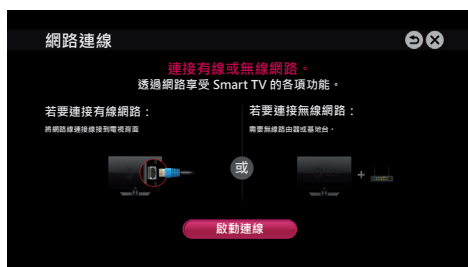 網路連線
連接有線或無線網路。
透過網路享受 Smart TV 的各項功能。
若要連接有線網路：
將網路線連接線接到電視背面
若要連接無線網路：
需要無線路由器或基地台。
或
啟動連線